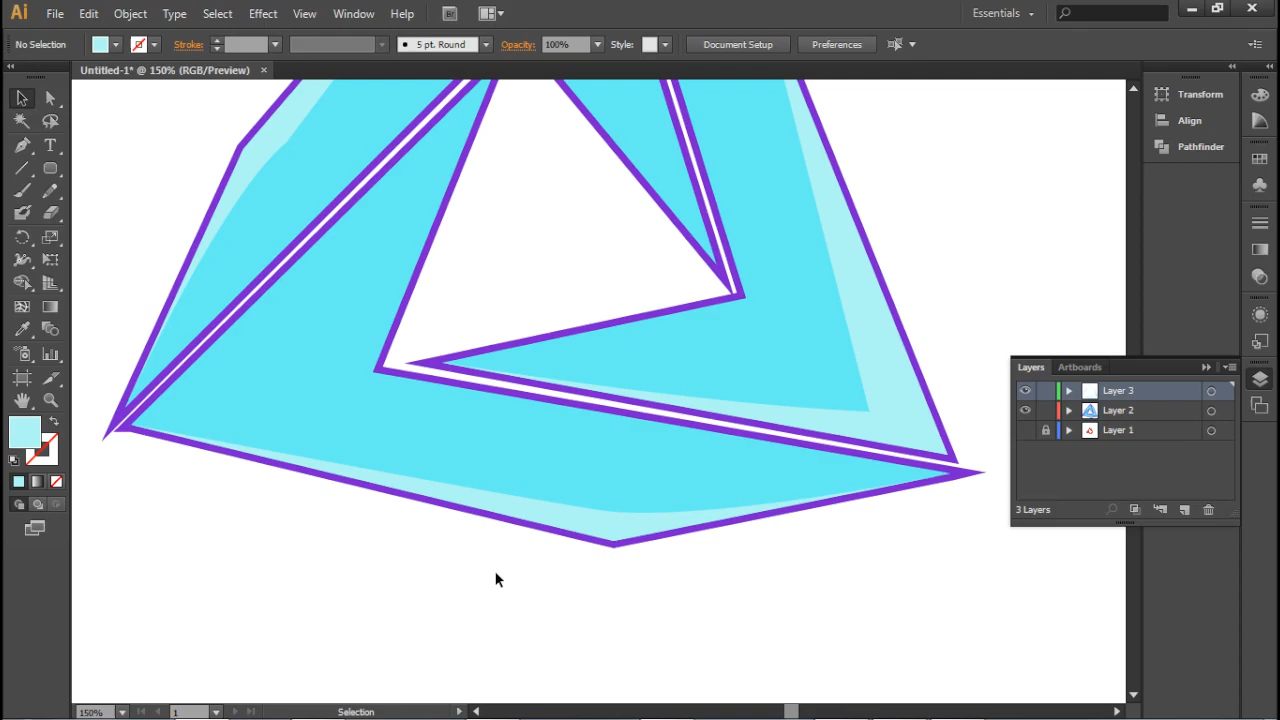 Ai File Edit Object Type Select Effect View Window Help Br Essentials
No Selection Stroke: 5 pt. Round Opacity: 100% Style: Document Setup Preferences
Untitled-1* @ 150% (RGB/Preview) ×
Transform
Align
Pathfinder
Layers Artboards
Layer 3
Layer 2
Layer 1
3 Layers
150% 1 Selection